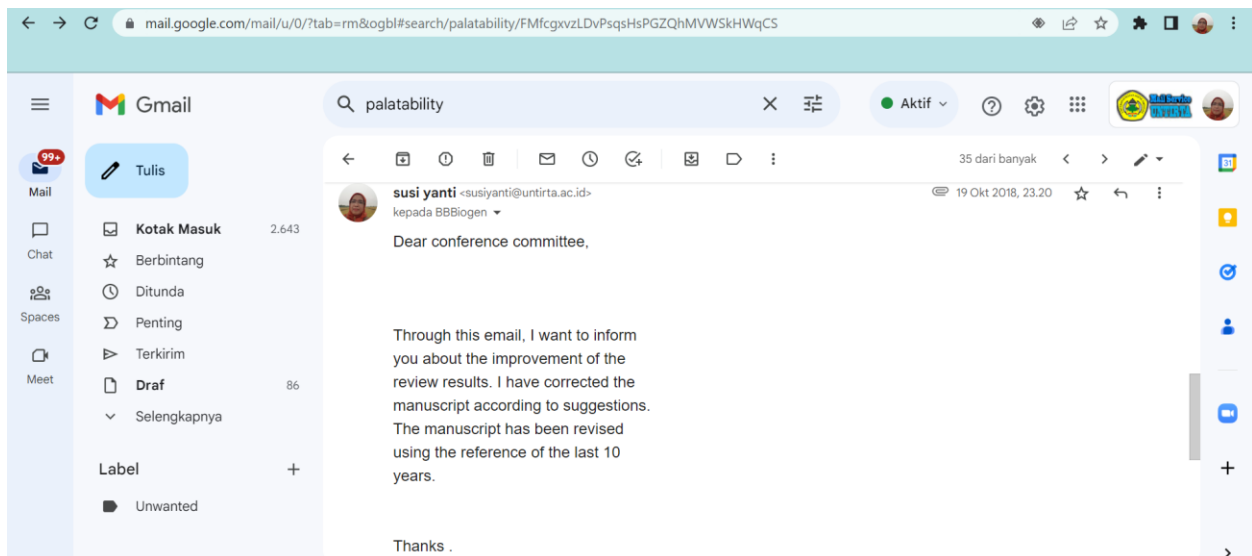 mail.google.com/mail/u/0/?tab=rm&ogbl#search/palatability/FMfcgxvzLDvPsqsHsPGZQhMVWSkHWqCS
Gmail
palatability
Aktif
Mail Service
UNTIRTA
99+
Mail
Chat
Spaces
Meet
Tulis
Kotak Masuk 2.643
Berbintang
Ditunda
Penting
Terkirim
Draf 86
Selengkapnya
Label
Unwanted
35 dari banyak
31
susi yanti <susiyanti@untirta.ac.id> 19 Okt 2018, 23.20
kepada BBBiogen
Dear conference committee,
Through this email, I want to inform
you about the improvement of the
review results. I have corrected the
manuscript according to suggestions.
The manuscript has been revised
using the reference of the last 10
years.
Thanks .